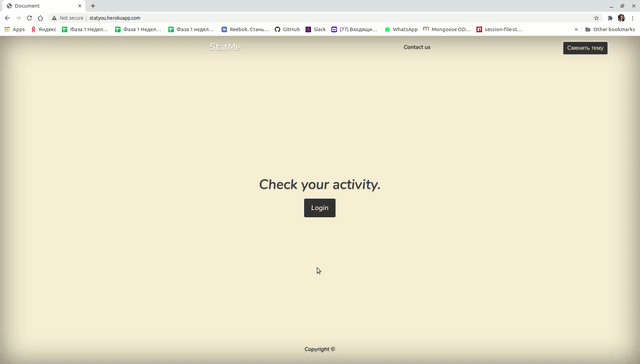 Document
Not secure | statyou.herokuapp.com
Apps Яндекс Фаза 1 Недел... Фаза 1 Недел... Фаза 1 недел... Reebok. Стань... GitHub Slack (77) Входящи... WhatsApp Mongoose OD... session-file-st... » Other bookmarks
StatMe Contact us Сменить тему
Check your activity.
Login
Copyright ©